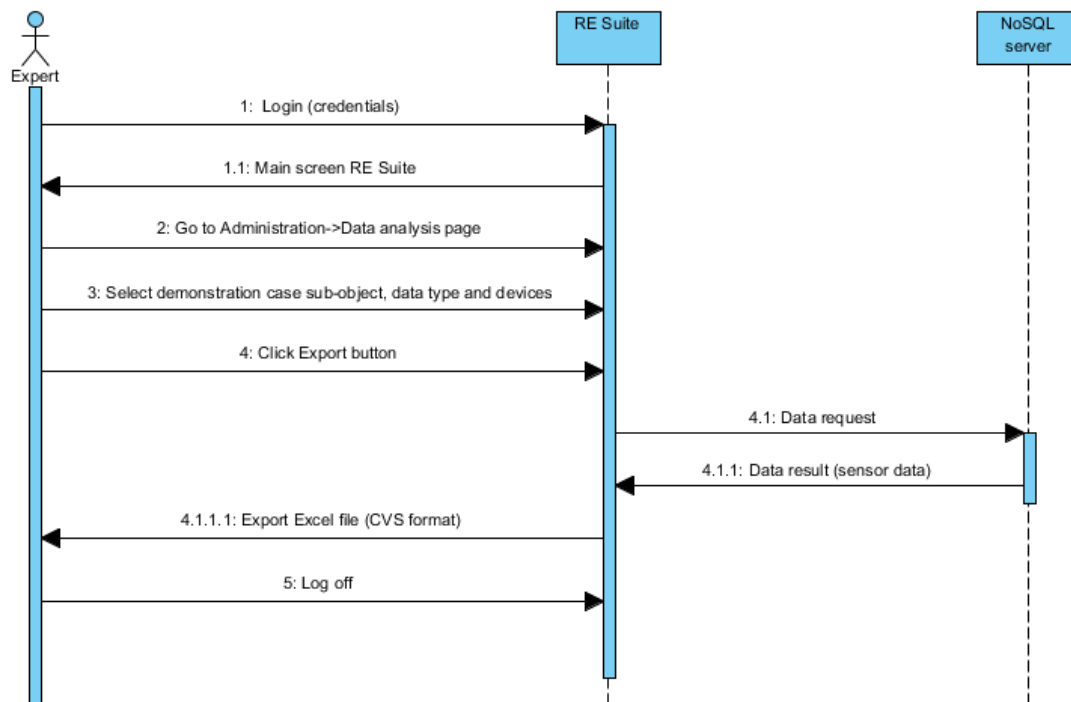 RE Suite
NoSQL
server
Expert
1: Login (credentials)
1.1: Main screen RE Suite
2: Go to Administration->Data analysis page
3: Select demonstration case sub-object, data type and devices
4: Click Export button
4.1: Data request
4.1.1: Data result (sensor data)
4.1.1.1: Export Excel file (CVS format)
5: Log off